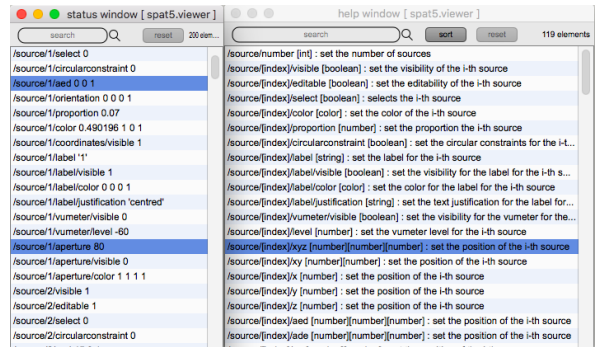 status window [ spat5.viewer ]
search
reset
200 elem...
/source/1/select 0
/source/1/circularconstraint 0
/source/1/aed 0 0 1
/source/1/orientation 0 0 0 1
/source/1/proportion 0.07
/source/1/color 0.490196 1 0 1
/source/1/coordinates/visible 1
/source/1/label '1'
/source/1/label/visible 1
/source/1/label/color 0 0 0 1
/source/1/label/justification 'centred'
/source/1/vumeter/visible 0
/source/1/vumeter/level -60
/source/1/aperture 80
/source/1/aperture/visible 0
/source/1/aperture/color 1 1 1 1
/source/2/visible 1
/source/2/editable 1
/source/2/select 0
/source/2/circularconstraint 0
help window [ spat5.viewer ]
search
sort
reset
119 elements
/source/number [int] : set the number of sources
/source/[index]/visible [boolean] : set the visibility of the i-th source
/source/[index]/editable [boolean] : set the editability of the i-th source
/source/[index]/select [boolean] : selects the i-th source
/source/[index]/color [color] : set the color of the i-th source
/source/[index]/proportion [number] : set the proportion the i-th source
/source/[index]/circularconstraint [boolean] : set the circular constraints for the i-t...
/source/[index]/label [string] : set the label for the i-th source
/source/[index]/label/visible [boolean] : set the visibility for the label for the i-th s...
/source/[index]/label/color [color] : set the color for the label for the i-th source
/source/[index]/label/justification [string] : set the text justification for the label for...
/source/[index]/vumeter/visible [boolean] : set the visibility for the vumeter for the...
/source/[index]/level [number] : set the vumeter level for the i-th source
/source/[index]/xyz [number][number][number] : set the position of the i-th source
/source/[index]/xy [number][number] : set the position of the i-th source
/source/[index]/x [number] : set the position of the i-th source
/source/[index]/y [number] : set the position of the i-th source
/source/[index]/z [number] : set the position of the i-th source
/source/[index]/aed [number][number][number] : set the position of the i-th source
/source/[index]/ade [number][number][number] : set the position of the i-th source